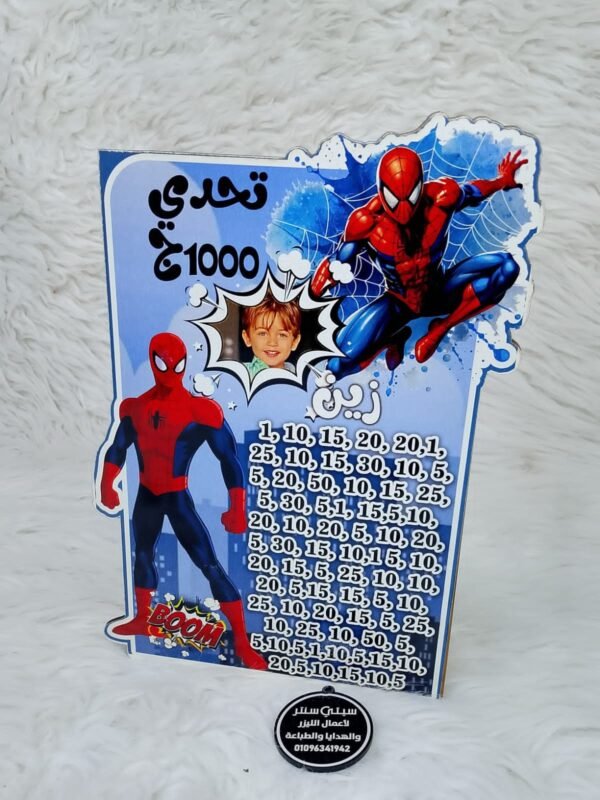 تحدي
1000ج
زين
1, 10, 15, 20, 20,1,
25, 10, 15, 30, 10, 5,
5, 20, 50, 10, 15, 25,
5, 30, 5,1, 15,5,10,
20, 10, 20, 5, 10, 20,
5, 30, 15, 10,1 5, 10,
20, 15, 5, 25, 10, 10,
20, 5,15, 15, 5, 10,
25, 10, 20, 15, 5, 25,
10, 25, 10, 50, 5,
5,10,5,1,10,5,15,10,
20,5,10,15,10,5
BOOM
سيتي سنتر
لأعمال الليزر
والهدايا والطباعة
01096341942